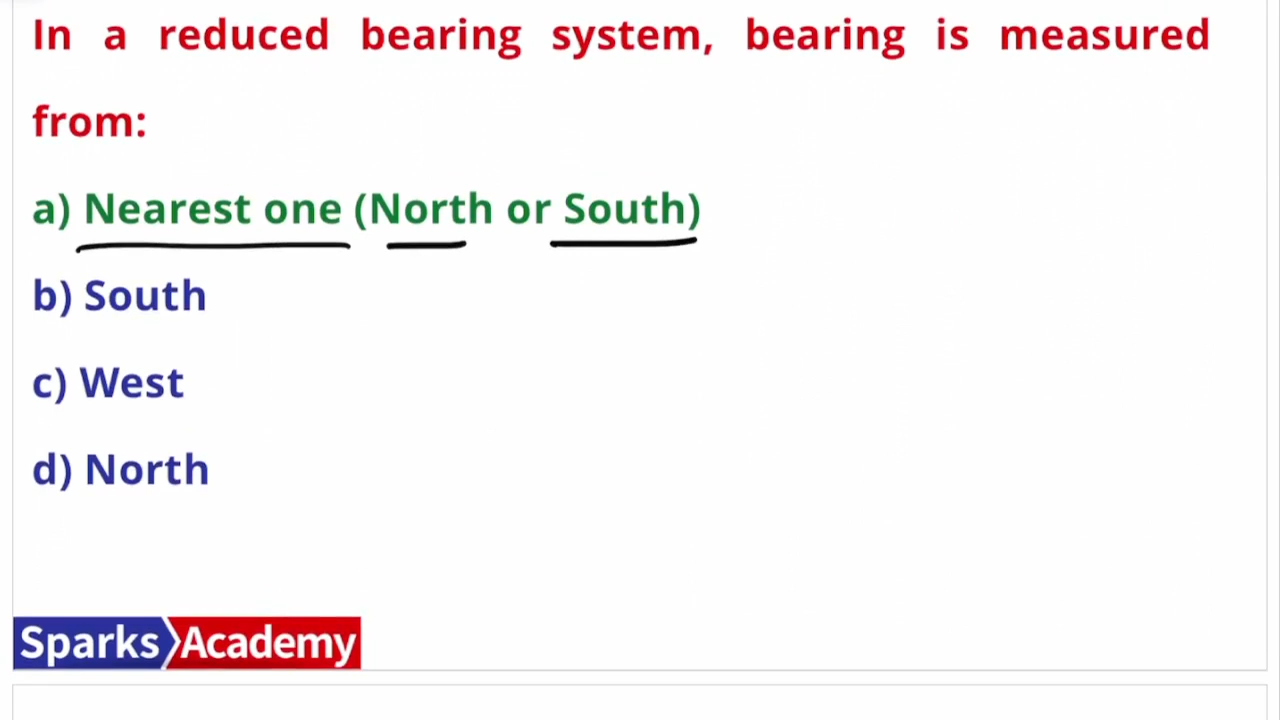 In a reduced bearing system, bearing is measured
from:
a) Nearest one (North or South)
b) South
c) West
d) North
Sparks Academy